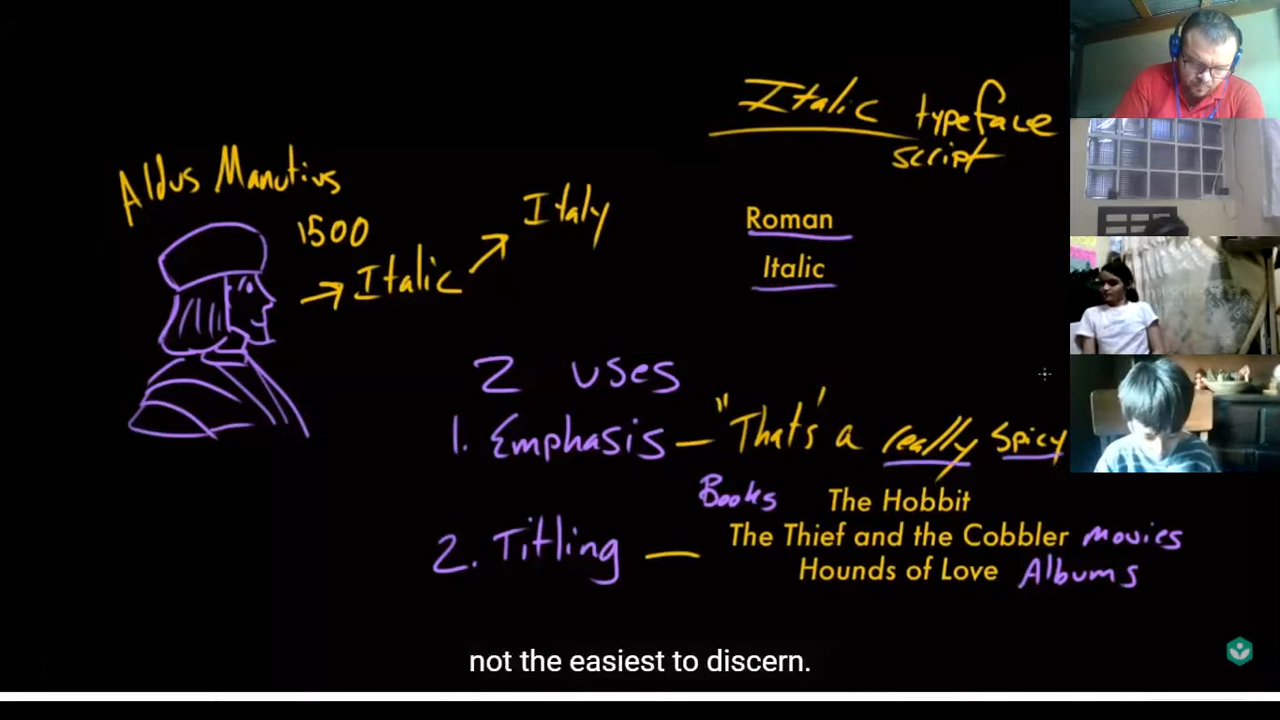 Italic typeface
script
Aldus Manutius
1500
Italic
Italy
Roman
Italic
2 uses
1. Emphasis — "That's a really spicy
Books The Hobbit
2. Titling — The Thief and the Cobbler Movies
Hounds of Love Albums
not the easiest to discern.